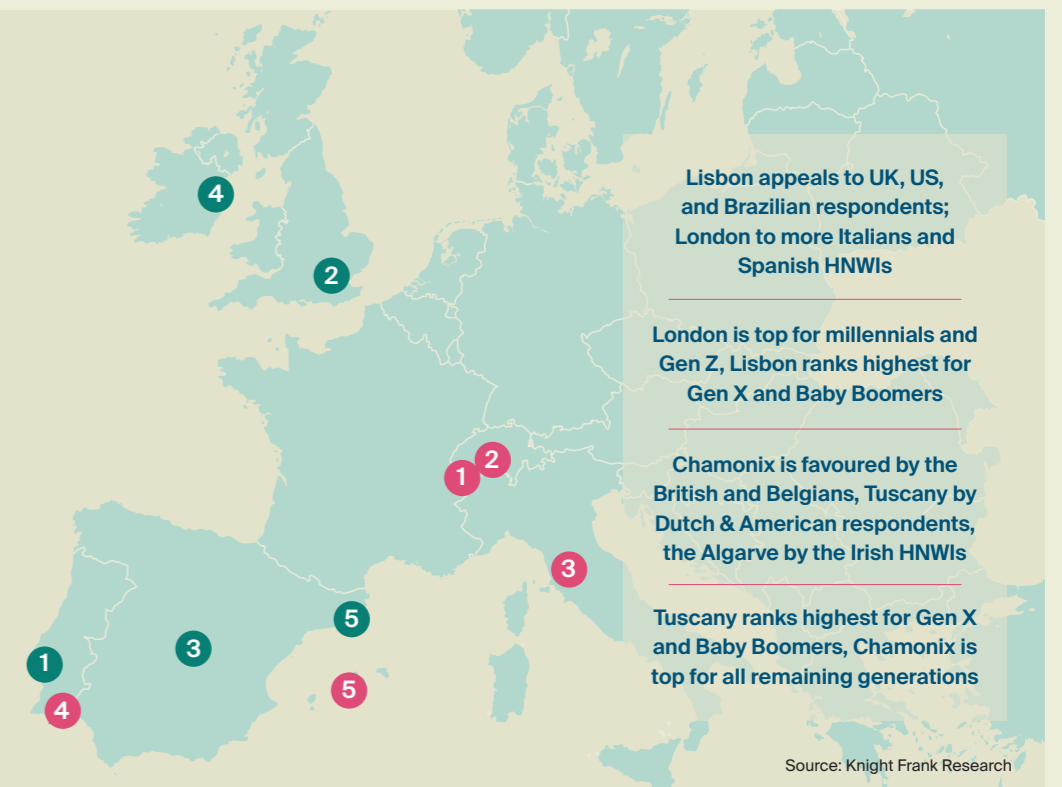 4
2
Lisbon appeals to UK, US,
and Brazilian respondents;
London to more Italians and
Spanish HNWIs
London is top for millennials and
Gen Z, Lisbon ranks highest for
Gen X and Baby Boomers
Chamonix is favoured by the
British and Belgians, Tuscany by
Dutch & American respondents,
the Algarve by the Irish HNWIs
Tuscany ranks highest for Gen X
and Baby Boomers, Chamonix is
top for all remaining generations
2
1
3
5
3
1
5
4
Source: Knight Frank Research